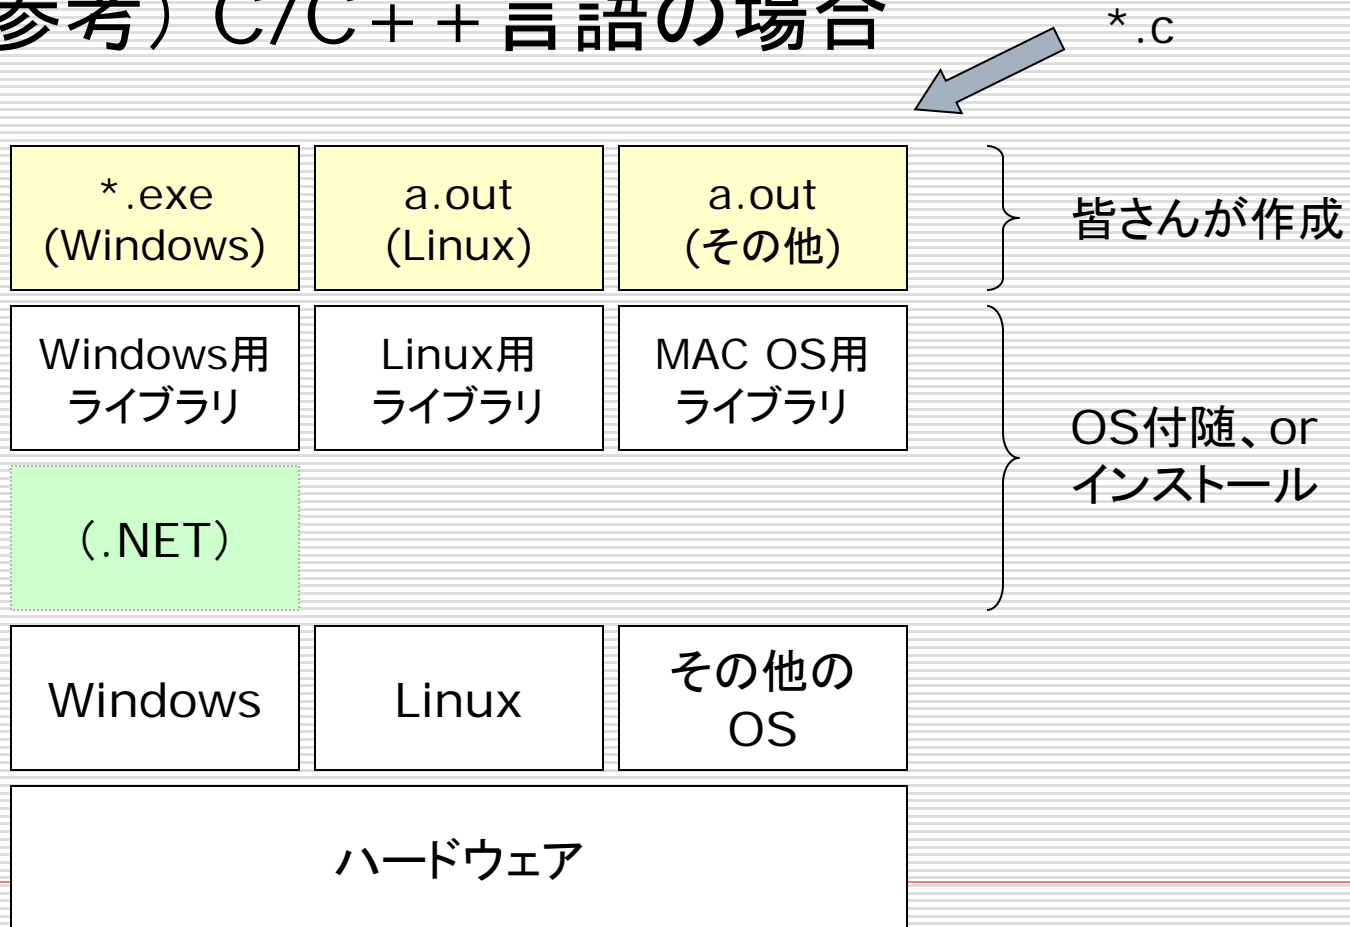 参考) C/C++言語の場合
*.c
*.exe
(Windows)
a.out
(Linux)
a.out
(その他)
皆さんが作成
Windows用
ライブラリ
Linux用
ライブラリ
MAC OS用
ライブラリ
OS付随、or
インストール
(.NET)
Windows
Linux
その他の
OS
ハードウェア